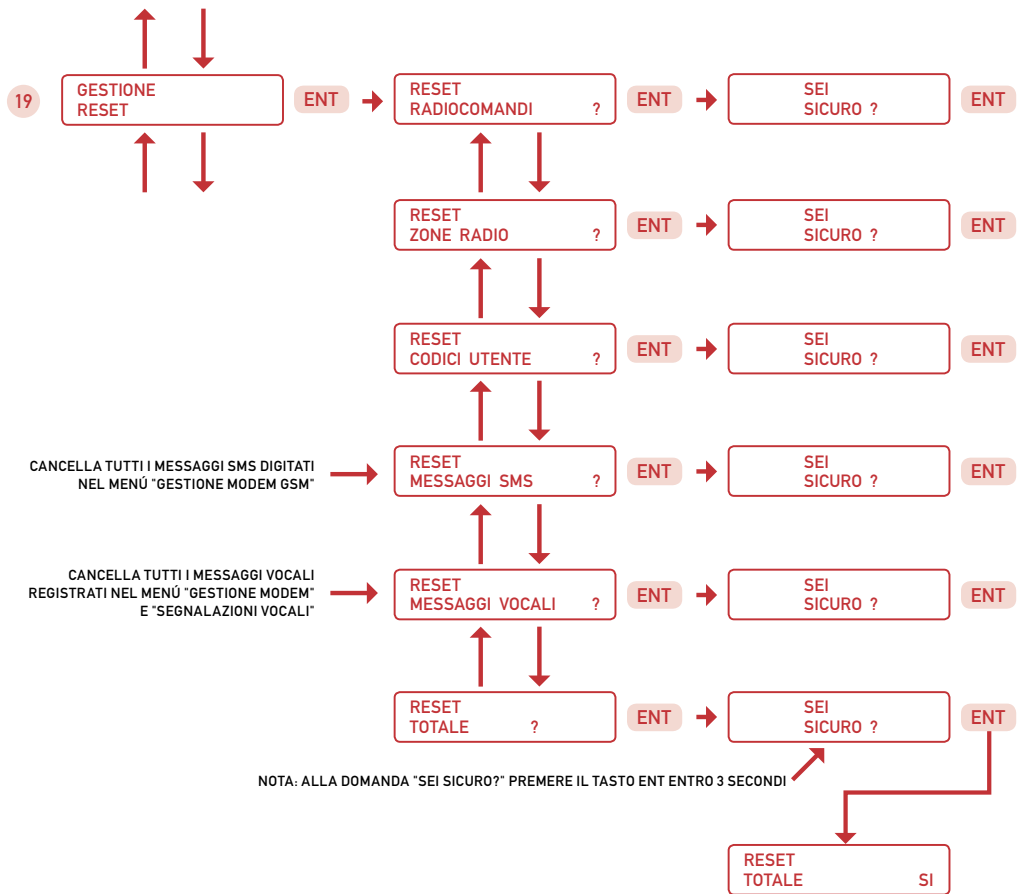 19
GESTIONE
RESET
ENT
RESET
RADIOCOMANDI ?
ENT
SEI
SICURO ?
ENT
RESET
ZONE RADIO ?
ENT
SEI
SICURO ?
ENT
RESET
CODICI UTENTE ?
ENT
SEI
SICURO ?
ENT
CANCELLA TUTTI I MESSAGGI SMS DIGITATI
NEL MENÚ "GESTIONE MODEM GSM"
RESET
MESSAGGI SMS ?
ENT
SEI
SICURO ?
ENT
CANCELLA TUTTI I MESSAGGI VOCALI
REGISTRATI NEL MENÚ "GESTIONE MODEM"
E "SEGNALAZIONI VOCALI"
RESET
MESSAGGI VOCALI ?
ENT
SEI
SICURO ?
ENT
RESET
TOTALE ?
ENT
SEI
SICURO ?
ENT
NOTA: ALLA DOMANDA "SEI SICURO?" PREMERE IL TASTO ENT ENTRO 3 SECONDI
RESET
TOTALE SI